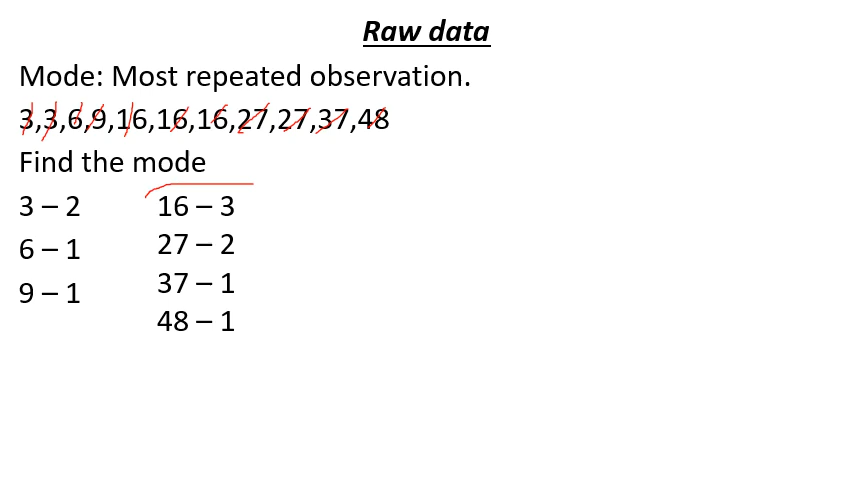 Raw data
Mode: Most repeated observation.
3,3,6,9,16,16,16,27,27,37,48
Find the mode
3 – 2
6 – 1
9 – 1
16 – 3
27 – 2
37 – 1
48 – 1